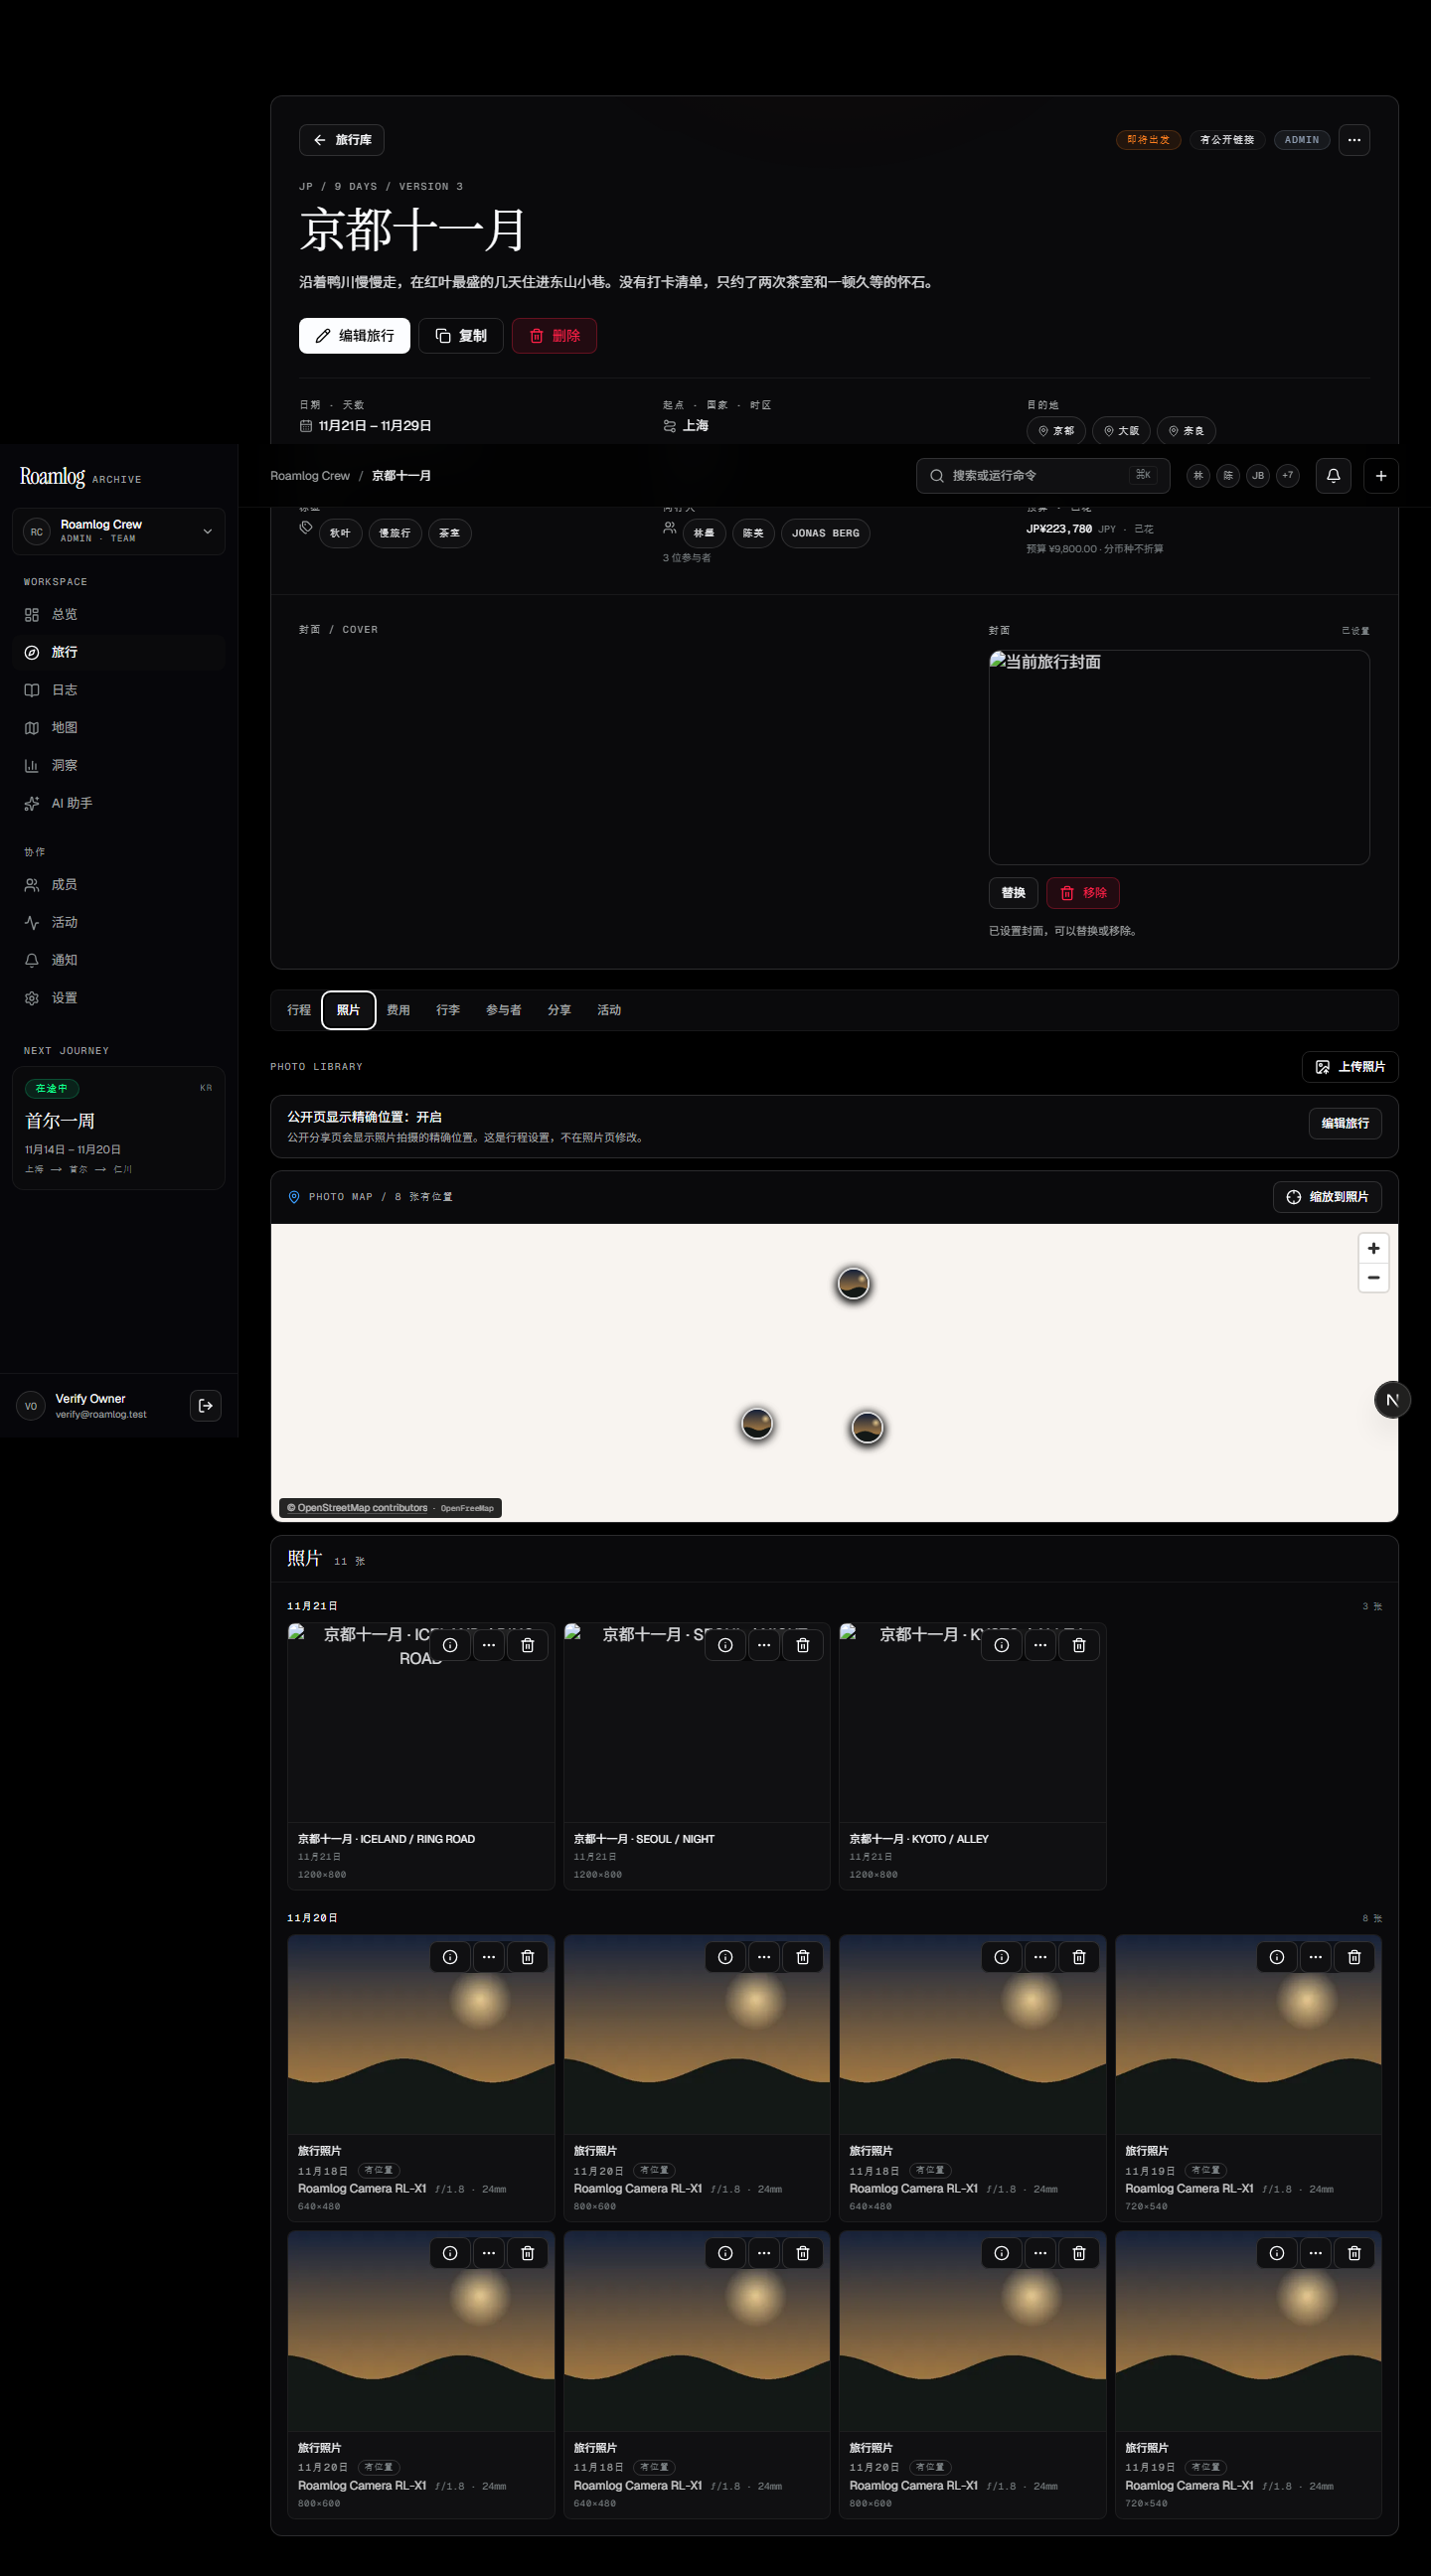 旅行库
即将出发
有公开链接
ADMIN
JP / 9 DAYS / VERSION 3
京都十一月
沿着鸭川慢慢走，在红叶最盛的几天住进东山小巷。没有打卡清单，只约了两次茶室和一顿久等的怀石。
编辑旅行
复制
删除
日期 · 天数
起点 · 国家 · 时区
目的地
11月21日 – 11月29日
上海
京都
大阪
奈良
Roamlog ARCHIVE
Roamlog Crew / 京都十一月
搜索或运行命令
⌘K
林
陈
JB
+7
RC
Roamlog Crew
ADMIN · TEAM
秋叶
慢旅行
茶室
林墨
陈芙
JONAS BERG
3 位参与者
JP¥223,780 JPY · 已花
预算 ¥9,800.00 · 分币种不折算
WORKSPACE
总览
旅行
日志
地图
洞察
AI 助手
协作
成员
活动
通知
设置
NEXT JOURNEY
在途中
KR
首尔一周
11月14日 – 11月20日
上海 → 首尔 → 仁川
VO
Verify Owner
verify@roamlog.test
封面 / COVER
封面
已设置
当前旅行封面
替换
移除
已设置封面，可以替换或移除。
行程
照片
费用
行李
参与者
分享
活动
PHOTO LIBRARY
上传照片
公开页显示精确位置：开启
公开分享页会显示照片拍摄的精确位置。这是行程设置，不在照片页修改。
编辑旅行
PHOTO MAP / 8 张有位置
缩放到照片
© OpenStreetMap contributors · OpenFreeMap
照片 11 张
11月21日
3 张
京都十一月 · ROAD
京都十一月 ·
京都十一月 ·
京都十一月 · ICELAND / RING ROAD
11月21日
1200×800
京都十一月 · SEOUL / NIGHT
11月21日
1200×800
京都十一月 · KYOTO / ALLEY
11月21日
1200×800
11月20日
8 张
旅行照片
11月18日 有位置
Roamlog Camera RL-X1 f/1.8 · 24mm
640×480
旅行照片
11月20日 有位置
Roamlog Camera RL-X1 f/1.8 · 24mm
800×600
旅行照片
11月18日 有位置
Roamlog Camera RL-X1 f/1.8 · 24mm
640×480
旅行照片
11月19日 有位置
Roamlog Camera RL-X1 f/1.8 · 24mm
720×540
旅行照片
11月20日 有位置
Roamlog Camera RL-X1 f/1.8 · 24mm
800×600
旅行照片
11月18日 有位置
Roamlog Camera RL-X1 f/1.8 · 24mm
640×480
旅行照片
11月20日 有位置
Roamlog Camera RL-X1 f/1.8 · 24mm
800×600
旅行照片
11月19日 有位置
Roamlog Camera RL-X1 f/1.8 · 24mm
720×540